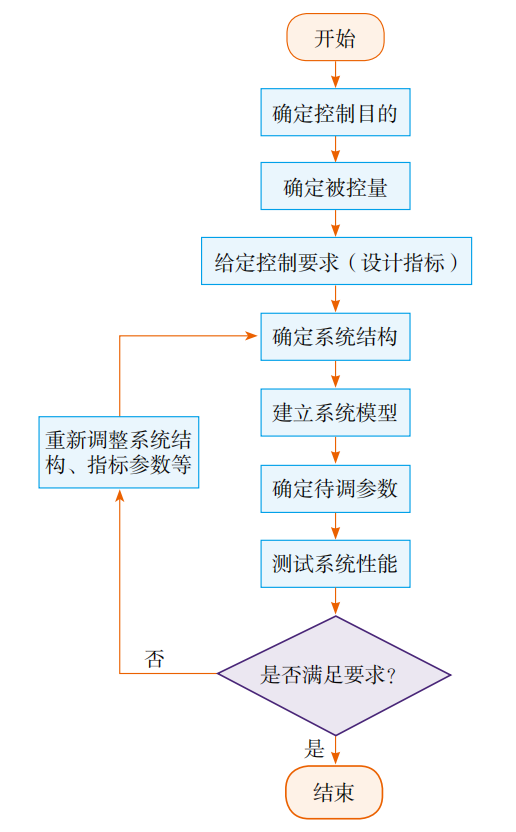 开始
确定控制目的
确定被控量
给定控制要求（设计指标）
确定系统结构
建立系统模型
重新调整系统结
构、指标参数等
确定待调参数
测试系统性能
是否满足要求？
否
是
结束